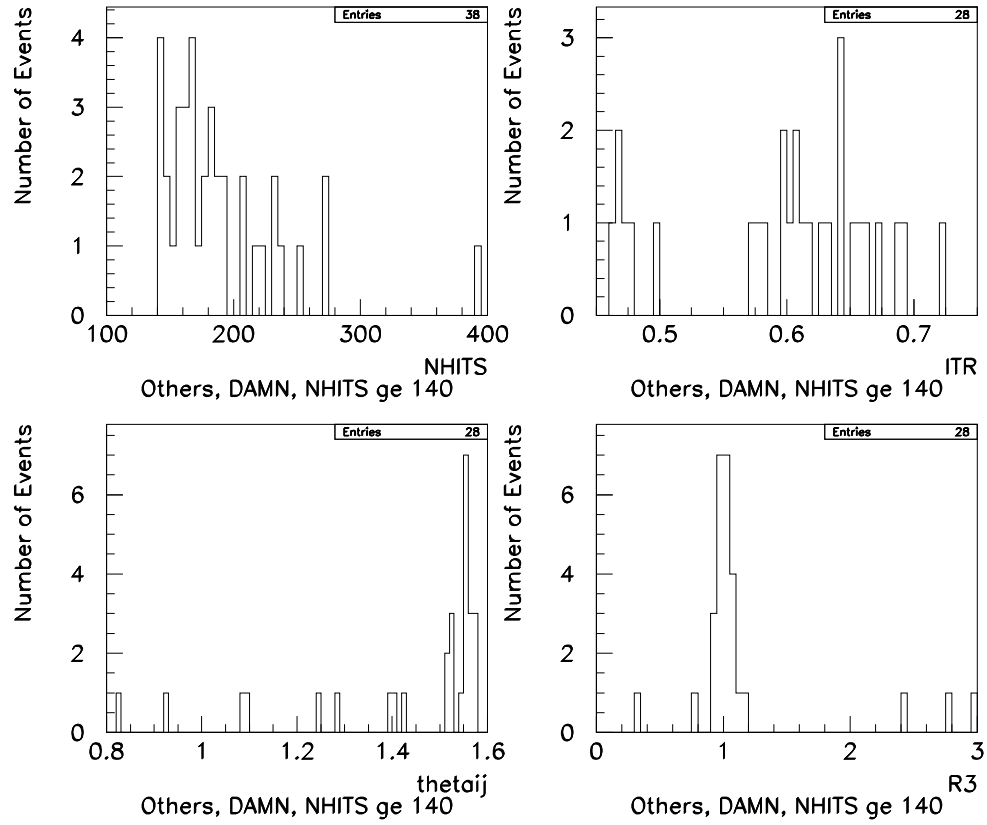 Entries 38
Number of Events
4
3
2
1
0
100 200 300 400
NHITS
Others, DAMN, NHITS ge 140
Entries 28
Number of Events
3
2
1
0
0.5 0.6 0.7
ITR
Others, DAMN, NHITS ge 140
Entries 28
Number of Events
6
4
2
0
0.8 1 1.2 1.4 1.6
thetaij
Others, DAMN, NHITS ge 140
Entries 28
Number of Events
6
4
2
0
0 1 2 3
R3
Others, DAMN, NHITS ge 140